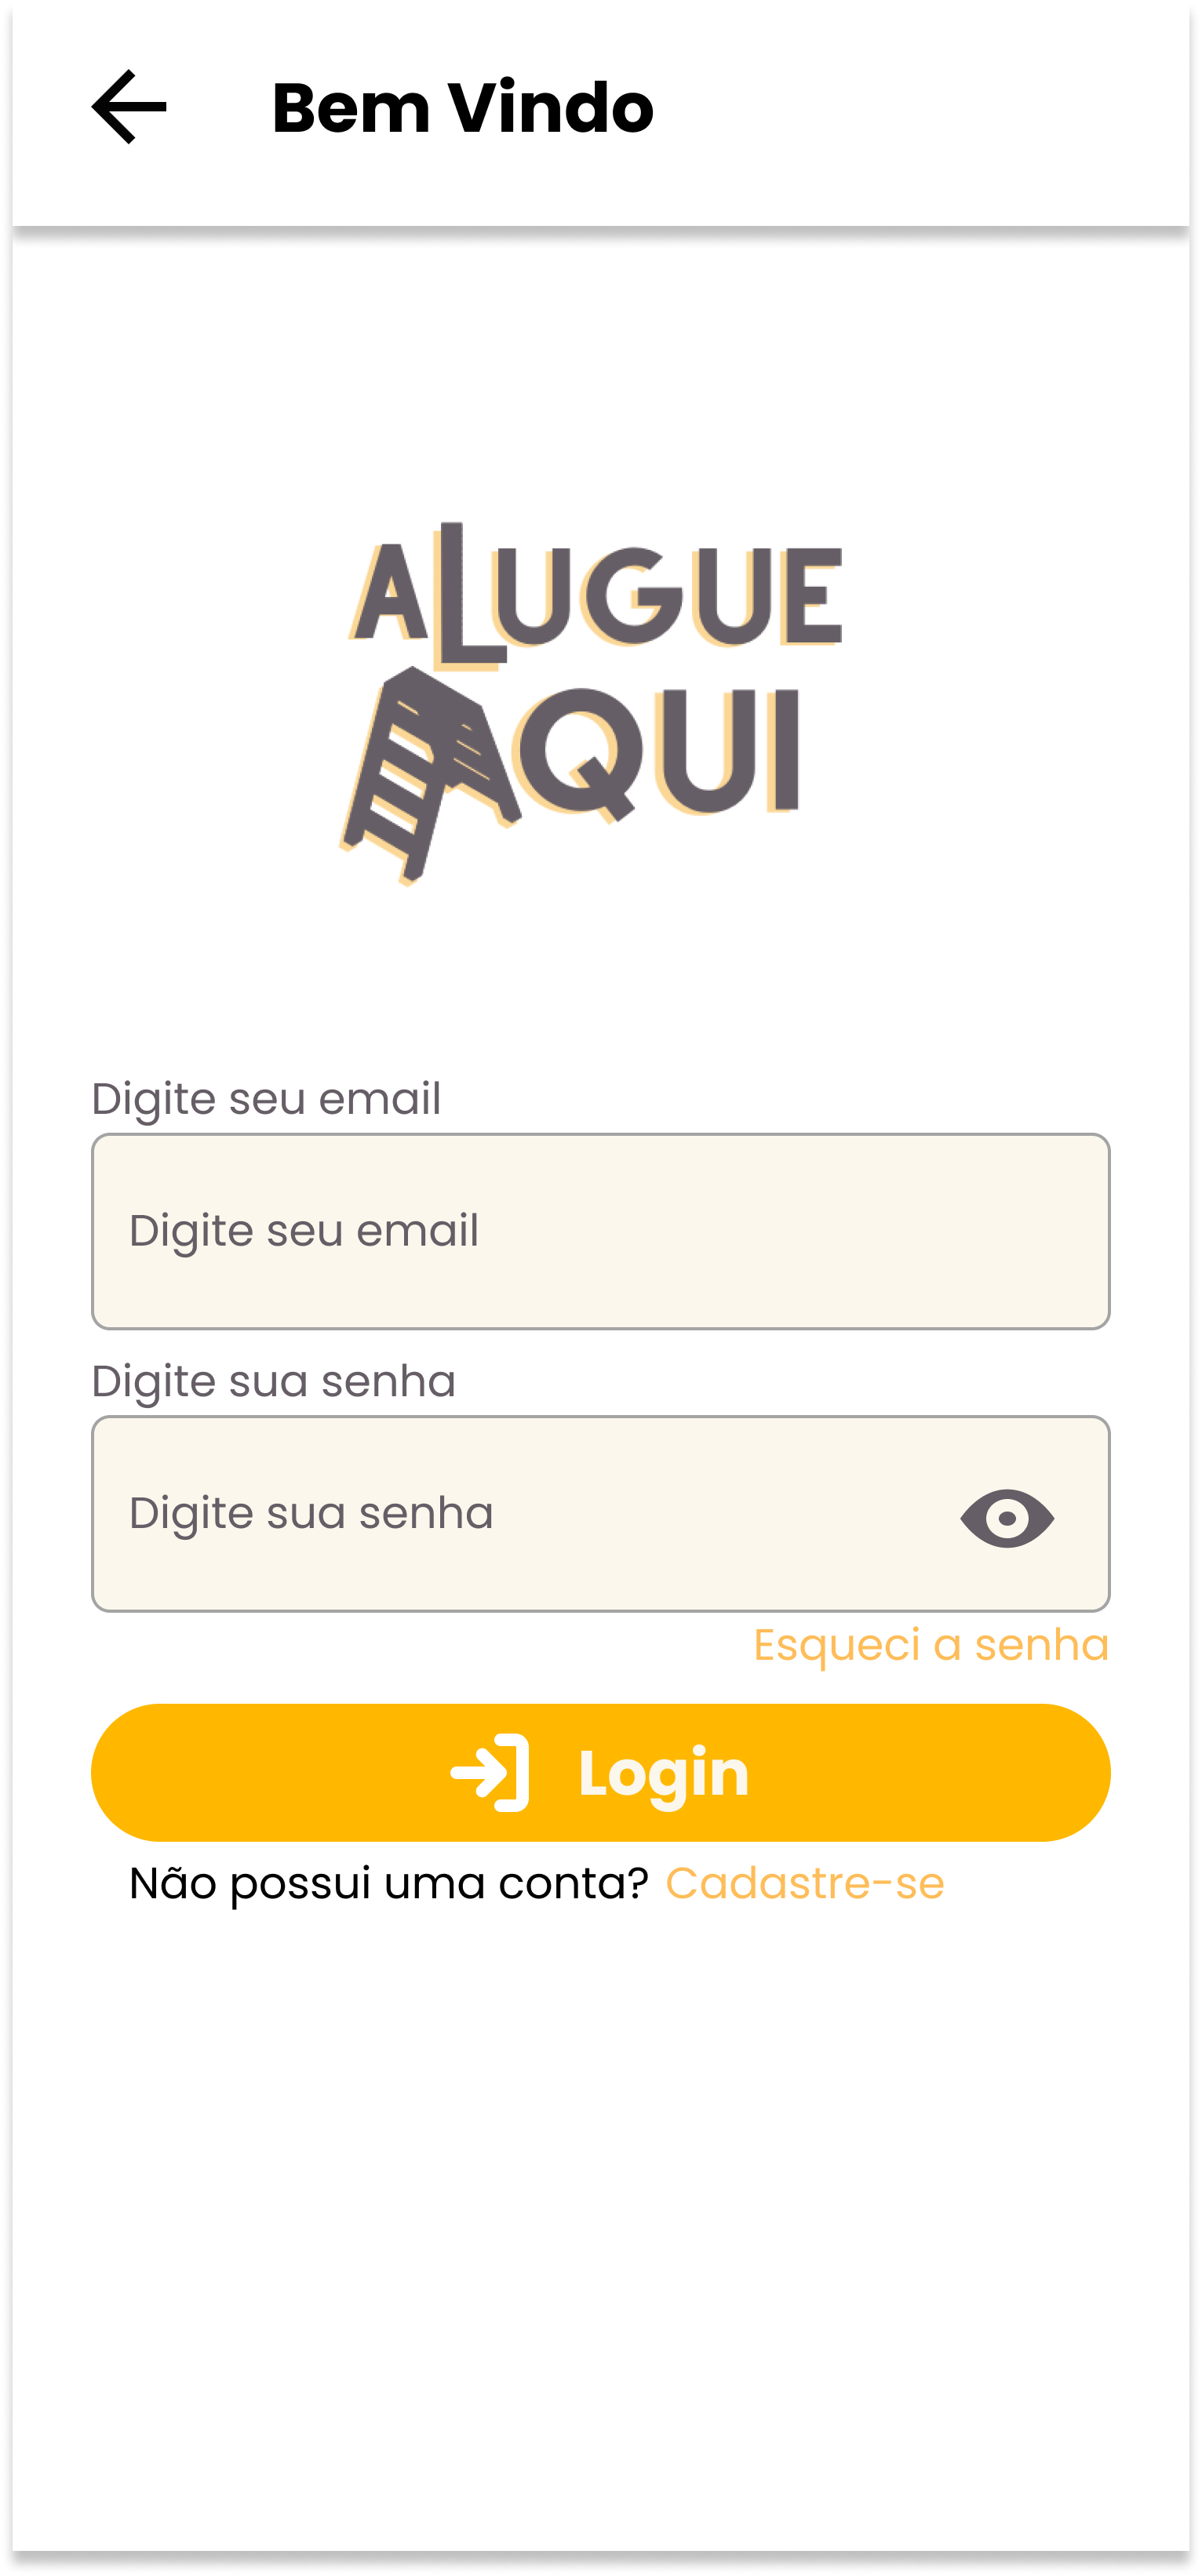 Bem Vindo
ALUGUE
AQUI
Digite seu email
Digite seu email
Digite sua senha
Digite sua senha
Esqueci a senha
Login
Não possui uma conta? Cadastre-se